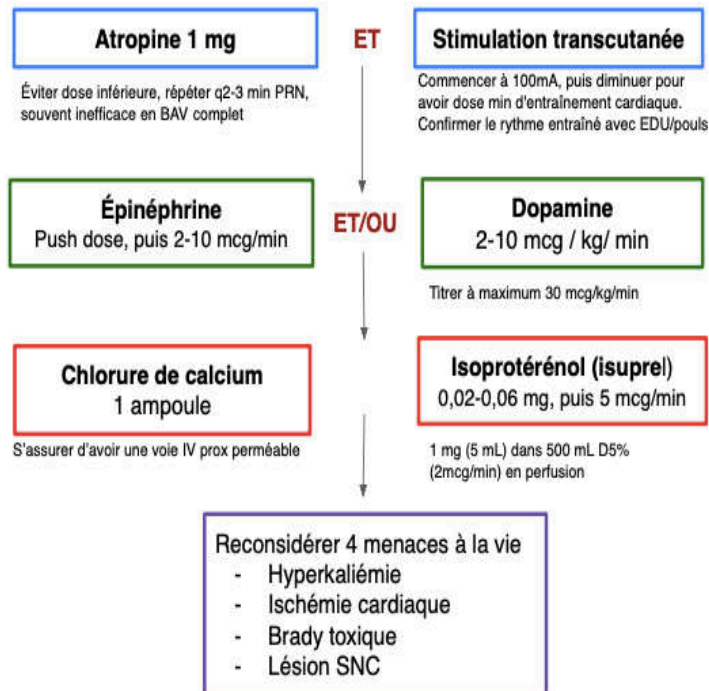 Atropine 1 mg
ET
Stimulation transcutanée
Éviter dose inférieure, répéter q2-3 min PRN,
souvent inefficace en BAV complet
Commencer à 100mA, puis diminuer pour
avoir dose min d'entraînement cardiaque.
Confirmer le rythme entraîné avec EDU/pouls
Épinéphrine
Push dose, puis 2-10 mcg/min
ET/OU
Dopamine
2-10 mcg / kg/ min
Titrer à maximum 30 mcg/kg/min
Chlorure de calcium
1 ampoule
Isoprotérénol (isuprel)
0,02-0,06 mg, puis 5 mcg/min
S'assurer d'avoir une voie IV prox perméable
1 mg (5 mL) dans 500 mL D5%
(2mcg/min) en perfusion
Reconsidérer 4 menaces à la vie
- Hyperkaliémie
- Ischémie cardiaque
- Brady toxique
- Lésion SNC